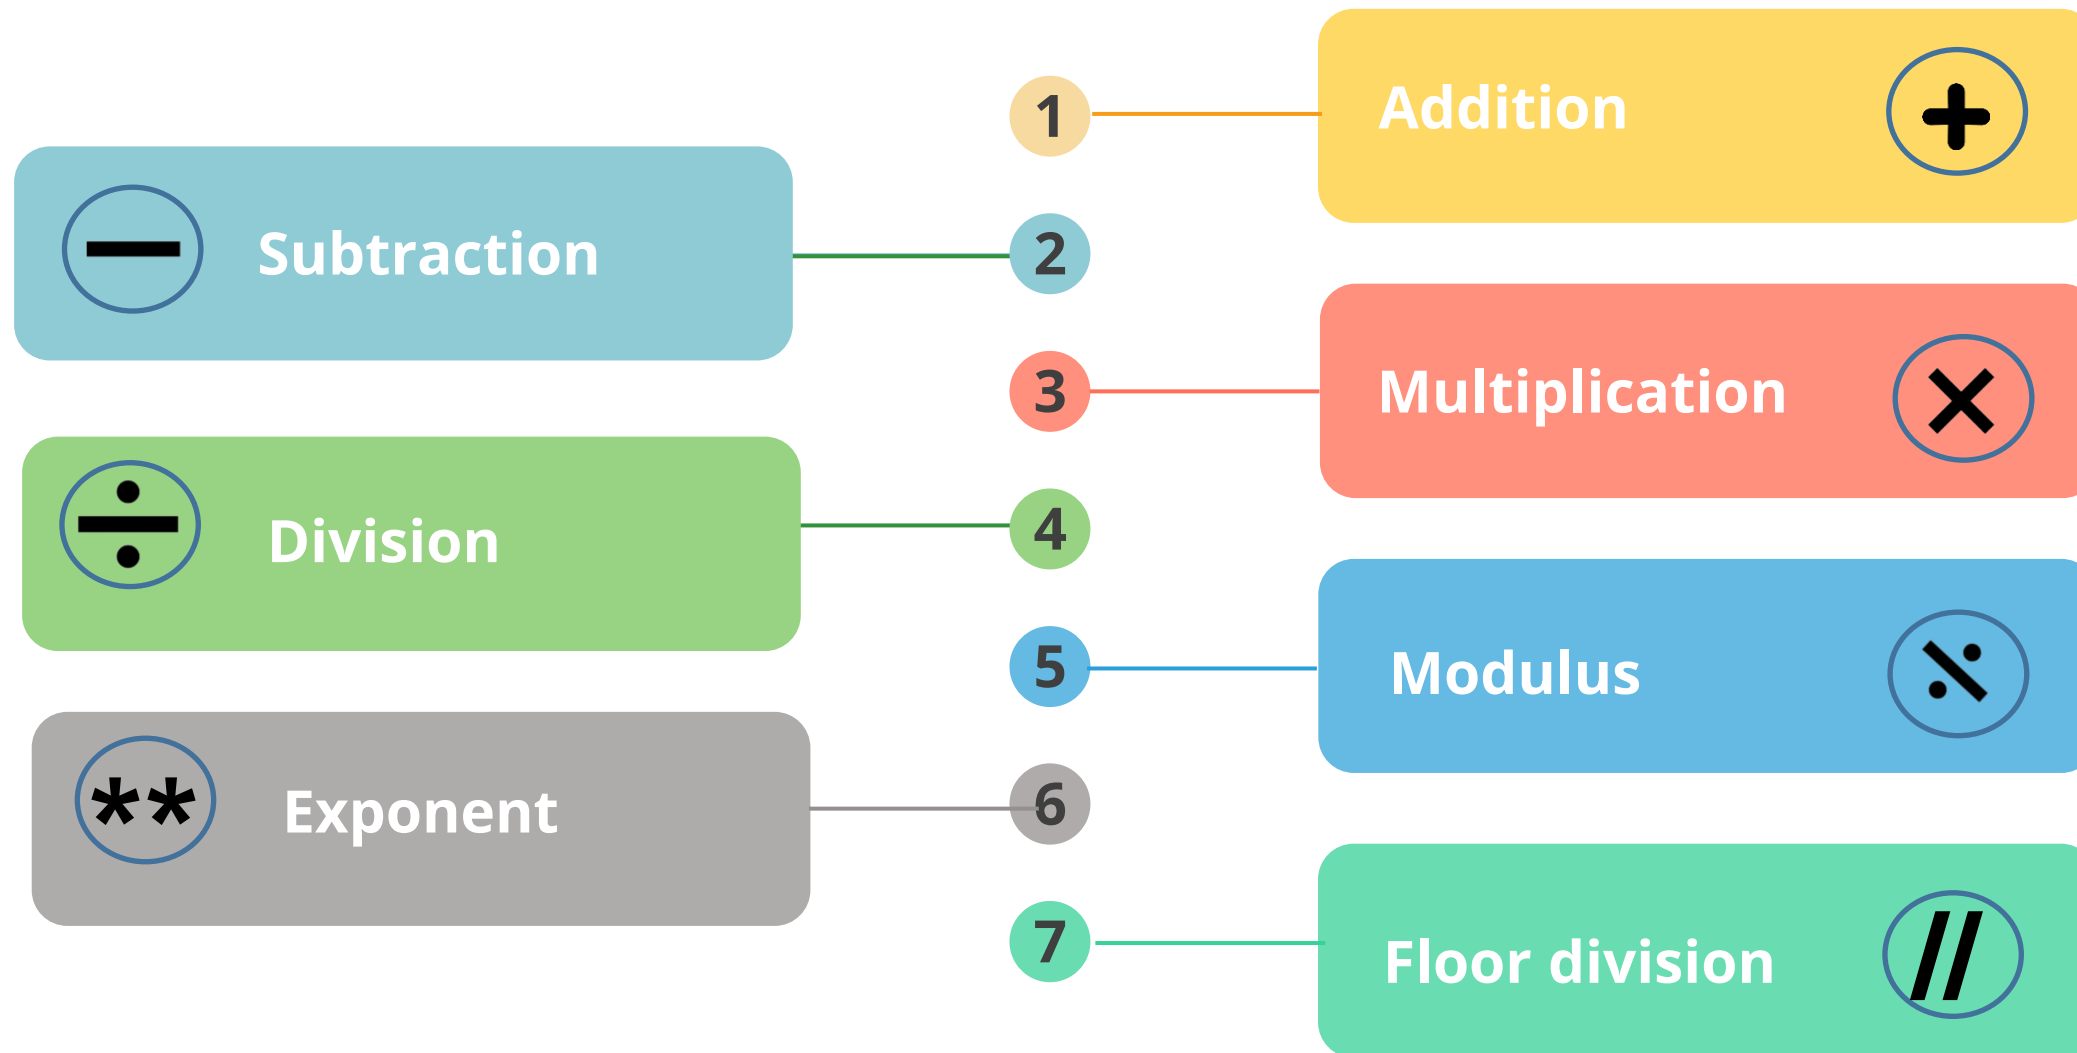 1
Addition +
− Subtraction
2
3
Multiplication ×
÷ Division
4
5
Modulus %
** Exponent
6
7
Floor division //